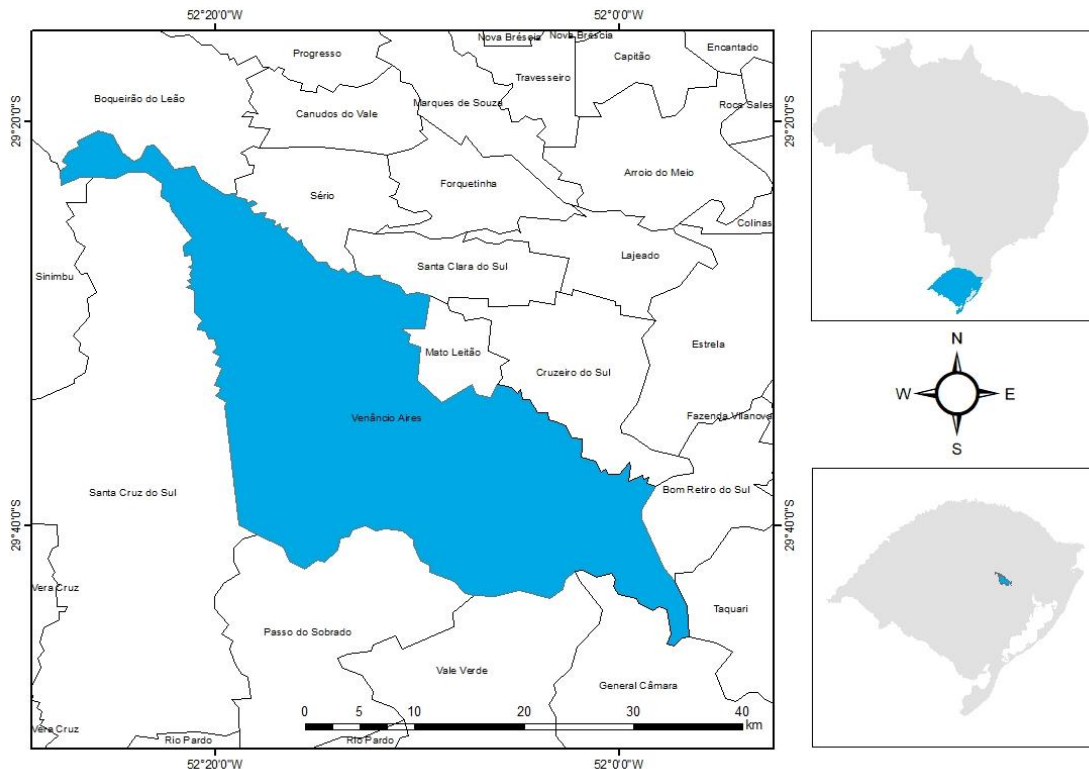 52°20'0"W
52°0'0"W
Nova Bréscia
Nova Bréscia
Progresso
Capitão
Encantado
Travesseiro
Boqueirão do Leão
Marques de Souza
Roca Sales
Canudos do Vale
29°20'0"S
29°20'0"S
Arroio do Meio
Forquetinha
Sério
Colinas
Santa Clara do Sul
Lajeado
Sinimbu
Estrela
Mato Leitão
Cruzeiro do Sul
Venâncio Aires
Fazenda Vilanova
Santa Cruz do Sul
Bom Retiro do Sul
29°40'0"S
29°40'0"S
Vera Cruz
Taquari
Passo do Sobrado
Vale Verde
General Câmara
0 5 10 20 30 40
km
Vera Cruz
Rio Pardo
Rio Pardo
52°20'0"W
52°0'0"W
N
W
E
S